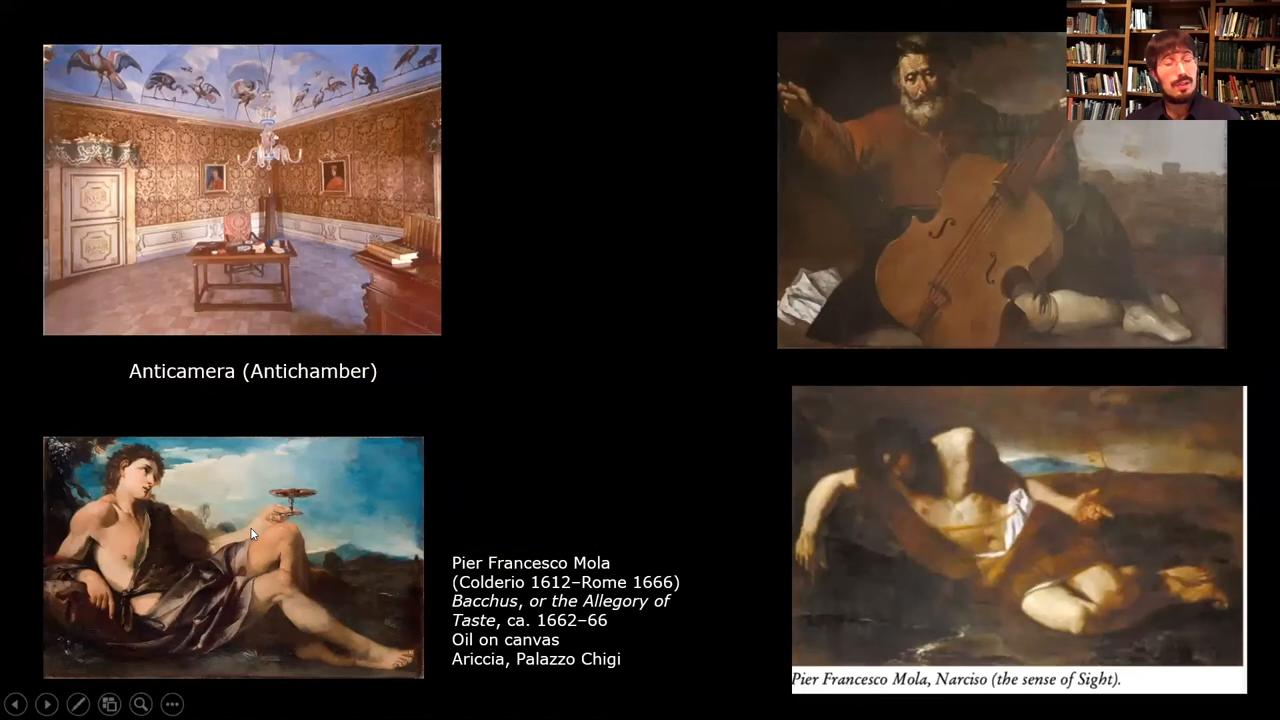 Anticamera (Antichamber)
Pier Francesco Mola
(Colderio 1612–Rome 1666)
Bacchus, or the Allegory of
Taste, ca. 1662–66
Oil on canvas
Ariccia, Palazzo Chigi
Pier Francesco Mola, Narciso (the sense of Sight).